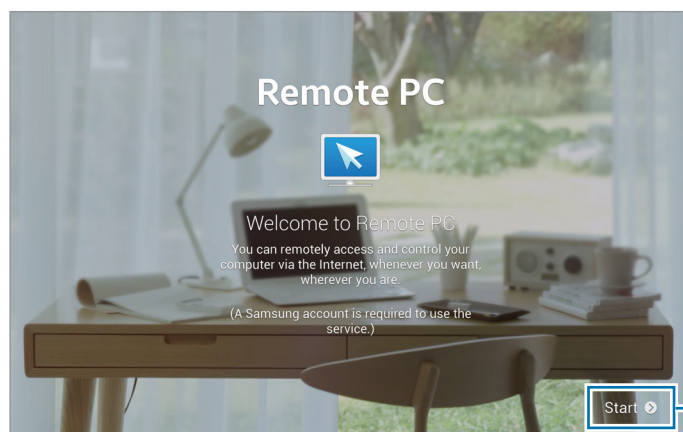 Remote PC
Welcome to Remote PC
You can remotely access and control your
computer via the Internet, whenever you want,
wherever you are.
(A Samsung account is required to use the
service.)
Start